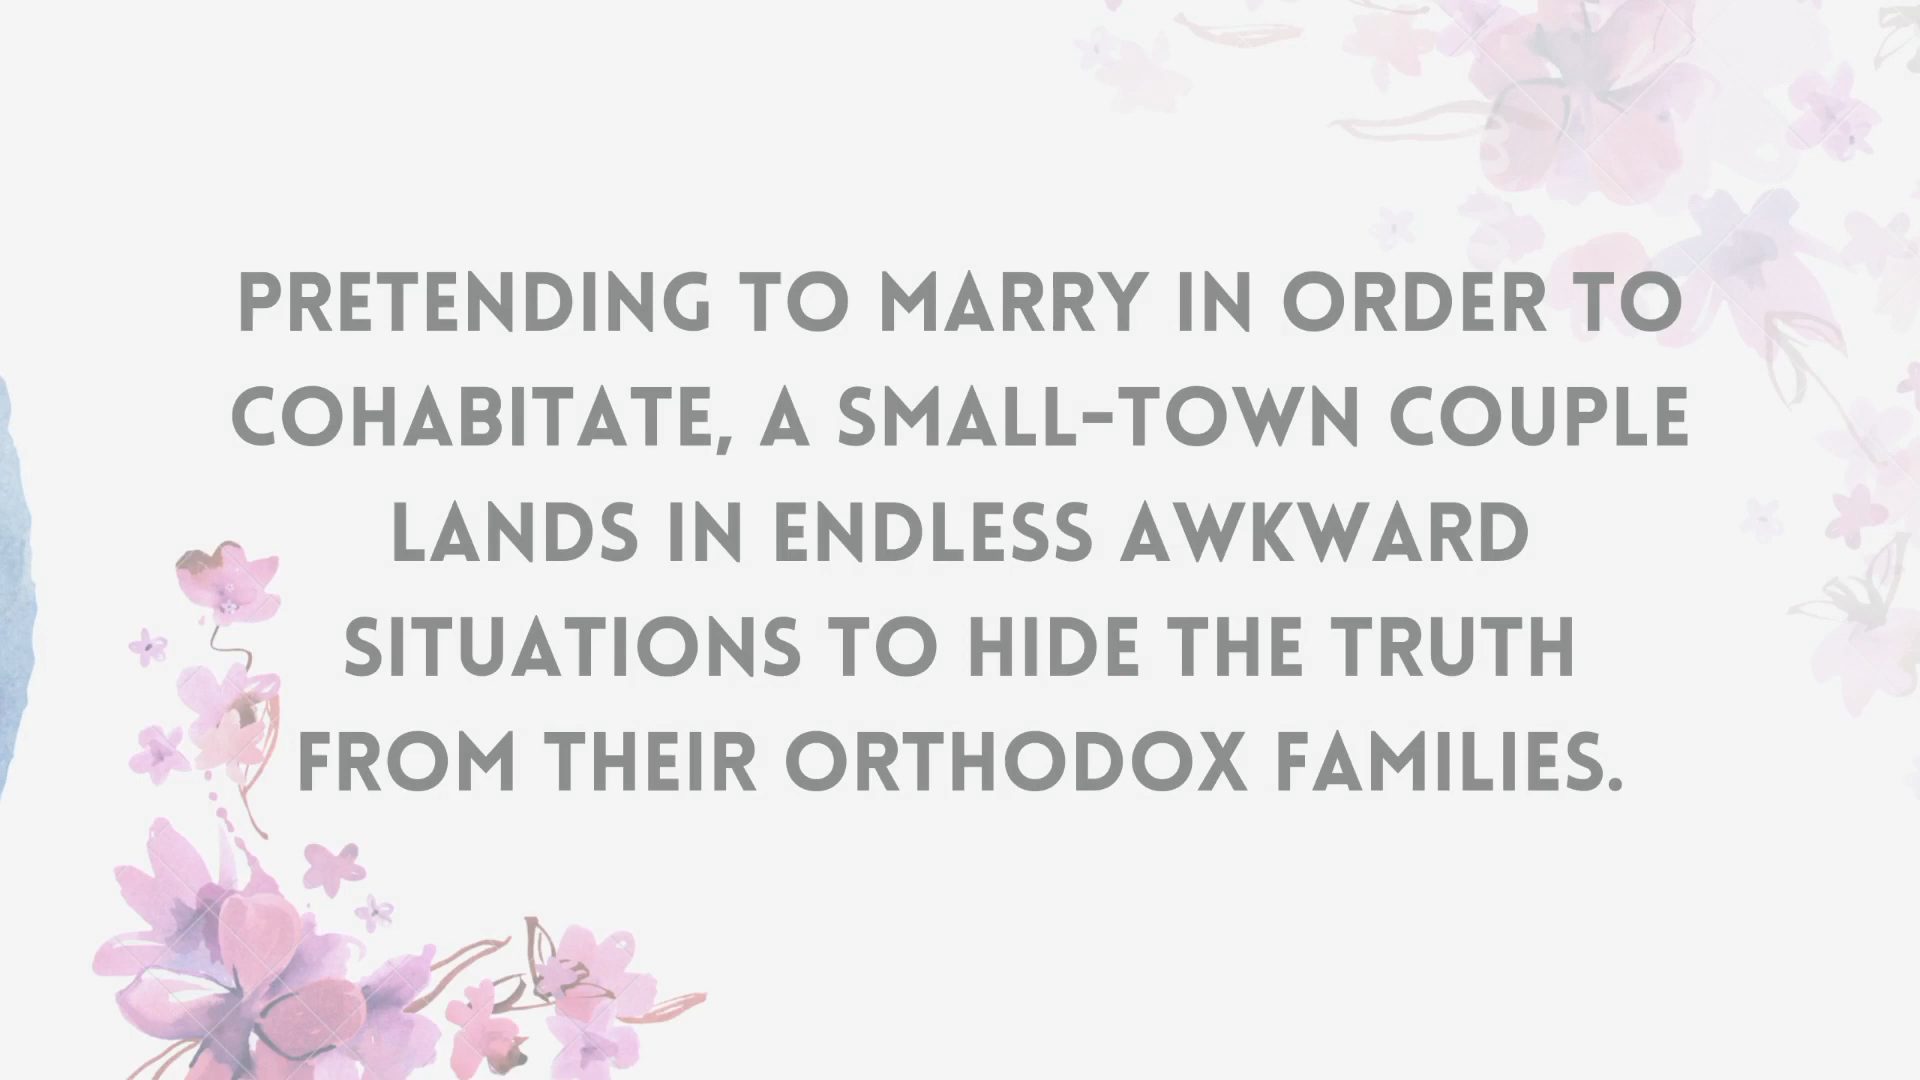 PRETENDING TO MARRY IN ORDER TO
COHABITATE, A SMALL-TOWN COUPLE
LANDS IN ENDLESS AWKWARD
SITUATIONS TO HIDE THE TRUTH
FROM THEIR ORTHODOX FAMILIES.